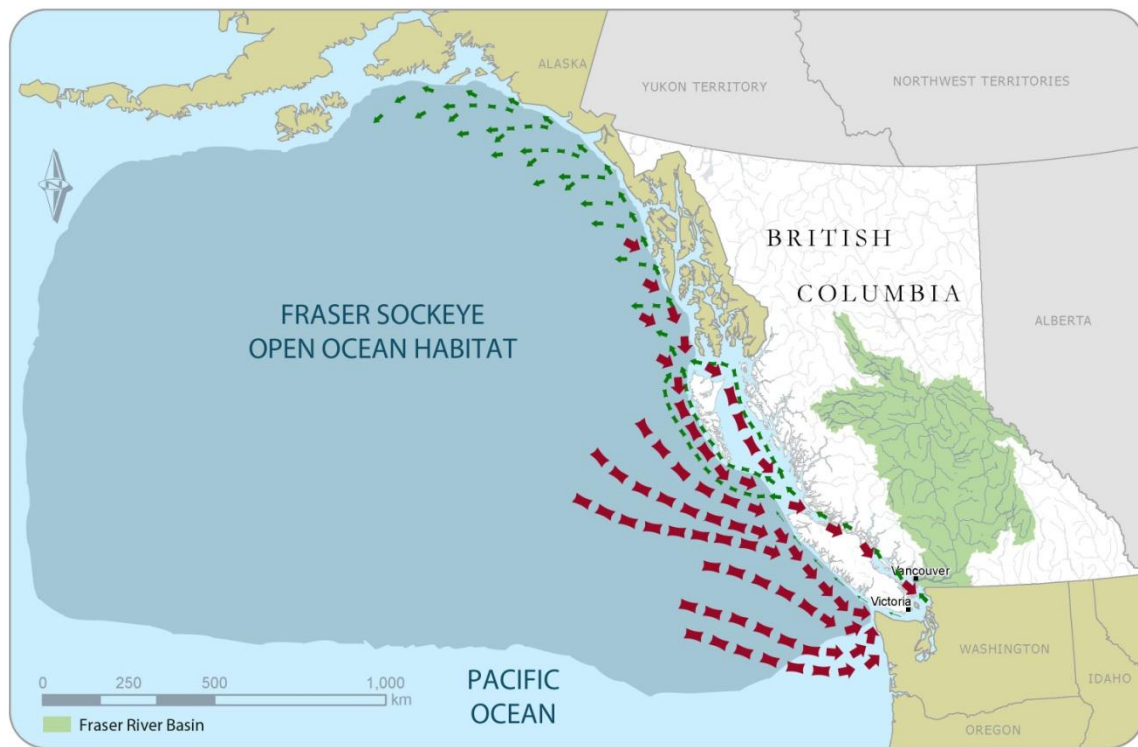 ALASKA
YUKON TERRITORY
NORTHWEST TERRITORIES
BRITISH
COLUMBIA
ALBERTA
FRASER SOCKEYE
OPEN OCEAN HABITAT
Vancouver
Victoria
WASHINGTON
IDAHO
OREGON
PACIFIC
OCEAN
0 250 500 1,000
km
Fraser River Basin